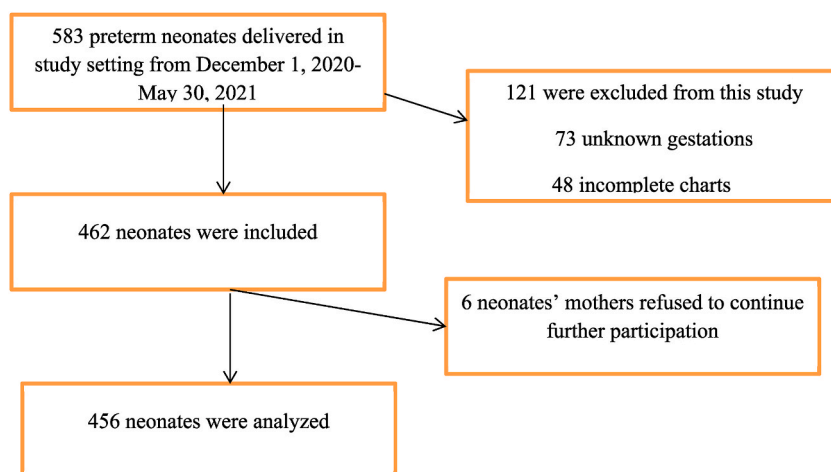 583 preterm neonates delivered in
study setting from December 1, 2020-
May 30, 2021
121 were excluded from this study
73 unknown gestations
48 incomplete charts
462 neonates were included
6 neonates’ mothers refused to continue
further participation
456 neonates were analyzed